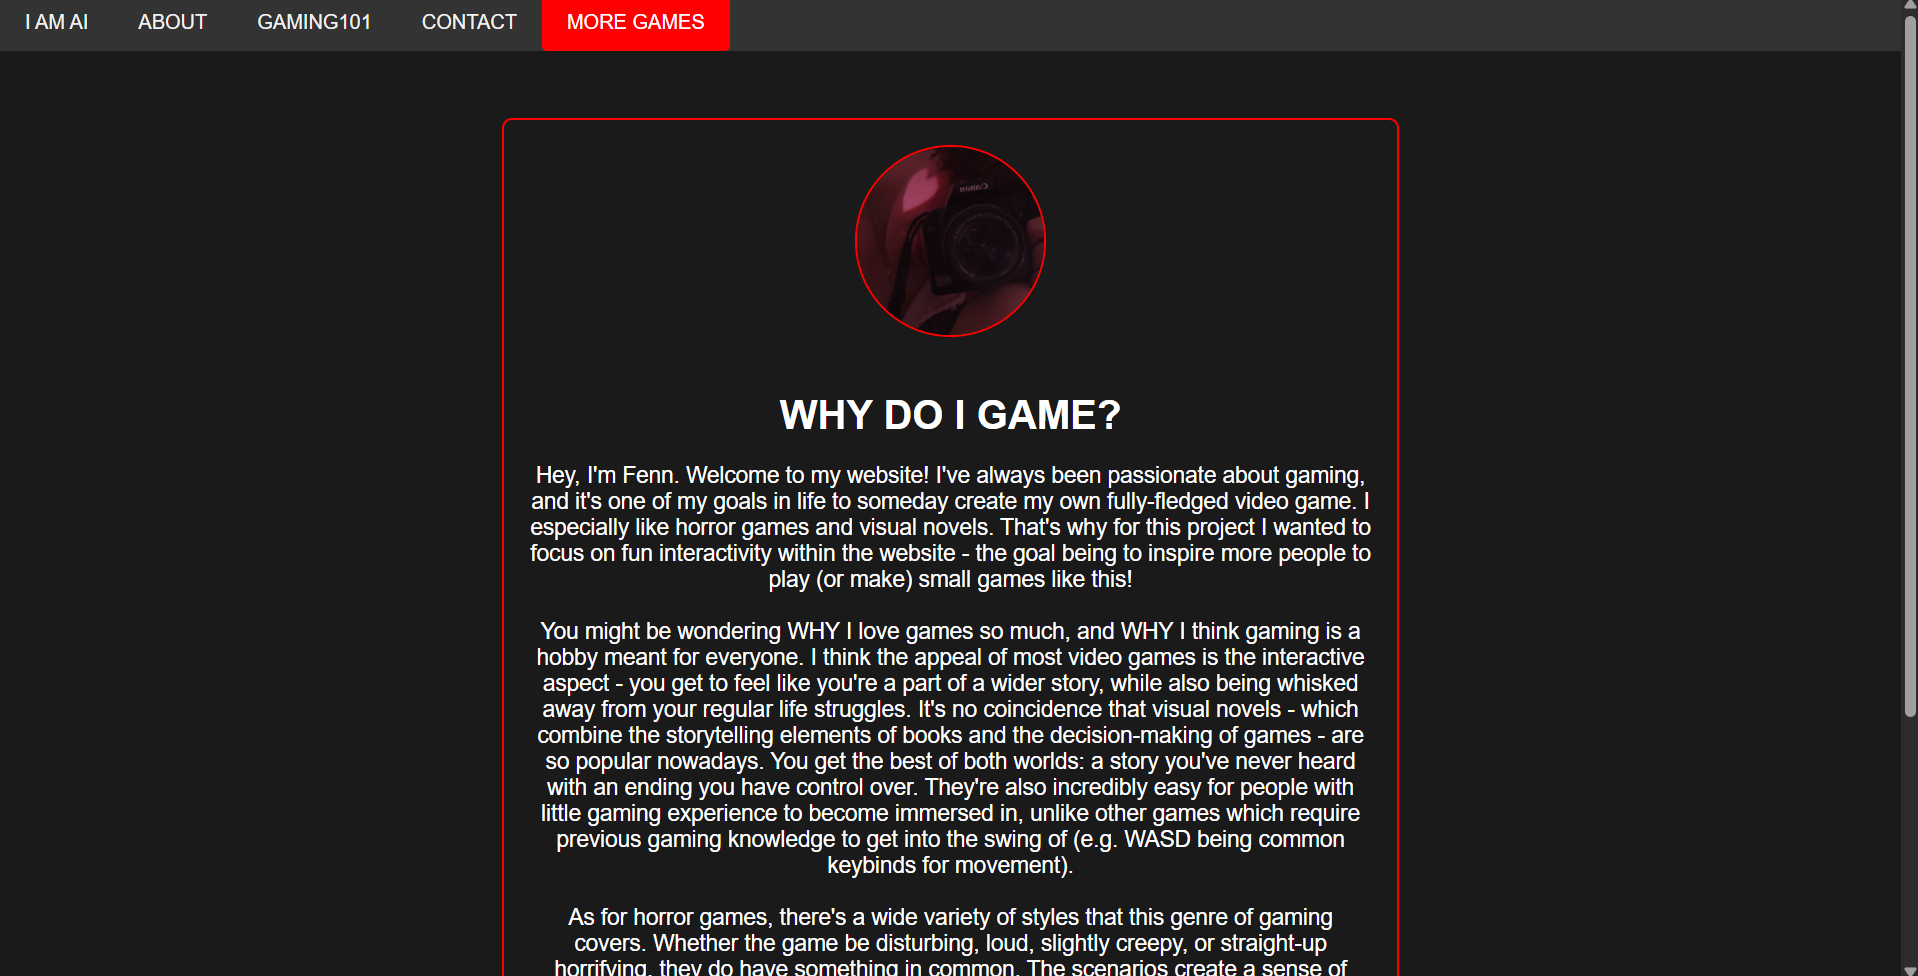 I AM AI
ABOUT
GAMING101
CONTACT
MORE GAMES
Canon
WHY DO I GAME?
Hey, I'm Fenn. Welcome to my website! I've always been passionate about gaming,
and it's one of my goals in life to someday create my own fully-fledged video game. I
especially like horror games and visual novels. That's why for this project I wanted to
focus on fun interactivity within the website - the goal being to inspire more people to
play (or make) small games like this!
You might be wondering WHY I love games so much, and WHY I think gaming is a
hobby meant for everyone. I think the appeal of most video games is the interactive
aspect - you get to feel like you're a part of a wider story, while also being whisked
away from your regular life struggles. It's no coincidence that visual novels - which
combine the storytelling elements of books and the decision-making of games - are
so popular nowadays. You get the best of both worlds: a story you've never heard
with an ending you have control over. They're also incredibly easy for people with
little gaming experience to become immersed in, unlike other games which require
previous gaming knowledge to get into the swing of (e.g. WASD being common
keybinds for movement).
As for horror games, there's a wide variety of styles that this genre of gaming
covers. Whether the game be disturbing, loud, slightly creepy, or straight-up
horrifying, they do have something in common. The scenarios create a sense of